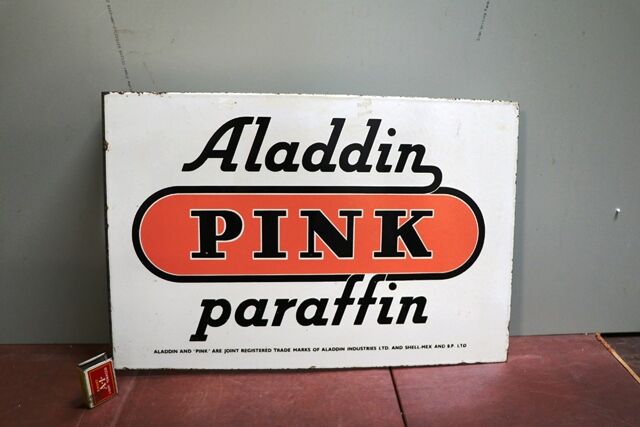 Aladdin
PINK
paraffin
ALADDIN AND 'PINK' ARE JOINT REGISTERED TRADE MARKS OF ALADDIN INDUSTRIES LTD. AND SHELL-MEX AND B.P. LTD